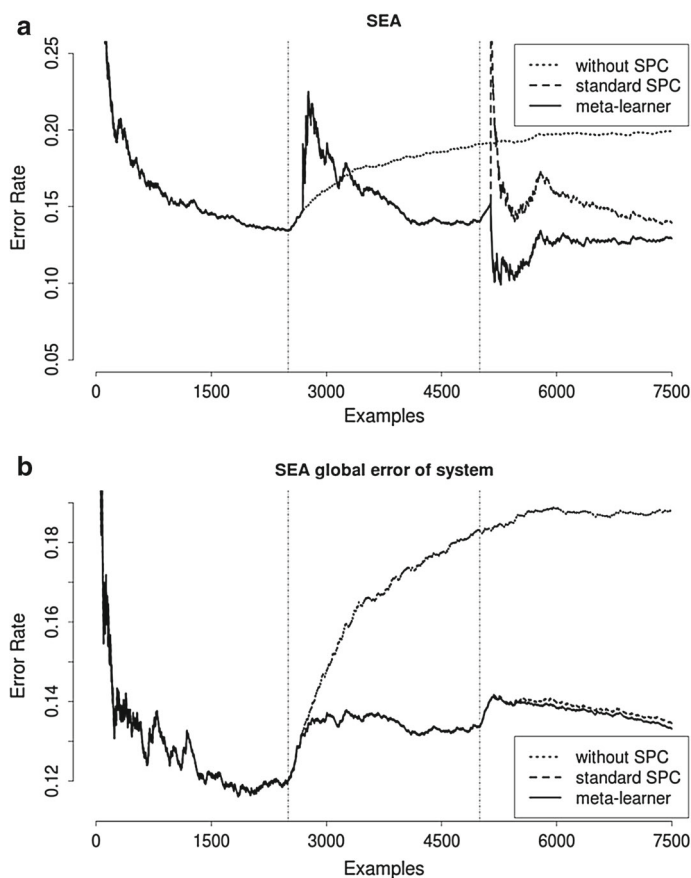 a
SEA
0.25
0.20
0.15
0.10
0.05
Error Rate
without SPC
standard SPC
meta-learner
0 1500 3000 4500 6000 7500
Examples
b
SEA global error of system
0.18
0.16
0.14
0.12
Error Rate
without SPC
standard SPC
meta-learner
0 1500 3000 4500 6000 7500
Examples